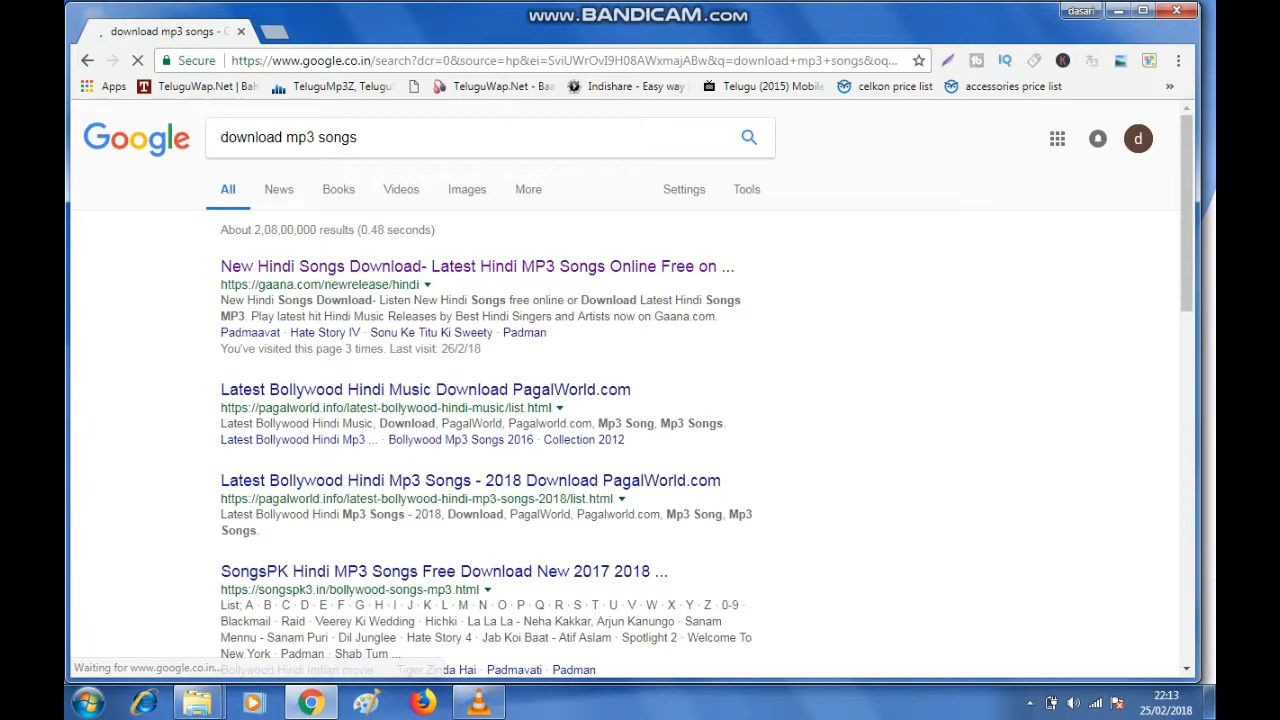 www.BANDICAM.com
dasari
download mp3 songs -
Secure
https://www.google.co.in/search?dcr=0&source=hp&ei=SviUWrOvI9H08AWxmajABw&q=download+mp3+songs&oq...
Apps TeluguWap.Net | Bah TeluguMp3Z, Telugu TeluguWap.Net - Baa Indishare - Easy way Telugu (2015) Mobile celkon price list accessories price list »
Google
download mp3 songs
d
All News Books Videos Images More Settings Tools
About 2,08,00,000 results (0.48 seconds)
New Hindi Songs Download- Latest Hindi MP3 Songs Online Free on ...
https://gaana.com/newrelease/hindi
New Hindi Songs Download- Listen New Hindi Songs free online or Download Latest Hindi Songs
MP3. Play latest hit Hindi Music Releases by Best Hindi Singers and Artists now on Gaana.com.
Padmaavat · Hate Story IV · Sonu Ke Titu Ki Sweety · Padman
You've visited this page 3 times. Last visit: 26/2/18
Latest Bollywood Hindi Music Download PagalWorld.com
https://pagalworld.info/latest-bollywood-hindi-music/list.html
Latest Bollywood Hindi Music, Download, PagalWorld, Pagalworld.com, Mp3 Song, Mp3 Songs.
Latest Bollywood Hindi Mp3 ... · Bollywood Mp3 Songs 2016 · Collection 2012
Latest Bollywood Hindi Mp3 Songs - 2018 Download PagalWorld.com
https://pagalworld.info/latest-bollywood-hindi-mp3-songs-2018/list.html
Latest Bollywood Hindi Mp3 Songs - 2018, Download, PagalWorld, Pagalworld.com, Mp3 Song, Mp3
Songs.
SongsPK Hindi MP3 Songs Free Download New 2017 2018 ...
https://songspk3.in/bollywood-songs-mp3.html
List; A · B · C · D · E · F · G · H · I · J · K · L · M · N · O · P · Q · R · S · T · U · V · W · X · Y · Z · 0-9 ·
Blackmail · Raid · Veerey Ki Wedding · Hichki · La La La - Neha Kakkar, Arjun Kanungo · Sanam
Mennu - Sanam Puri · Dil Junglee · Hate Story 4 · Jab Koi Baat - Atif Aslam · Spotlight 2 · Welcome To
New York · Padman · Shab Tum ...
Bollywood Hindi Indian movie Tiger Zinda Hai · Padmavati · Padman
Waiting for www.google.co.in...
22:13
25/02/2018